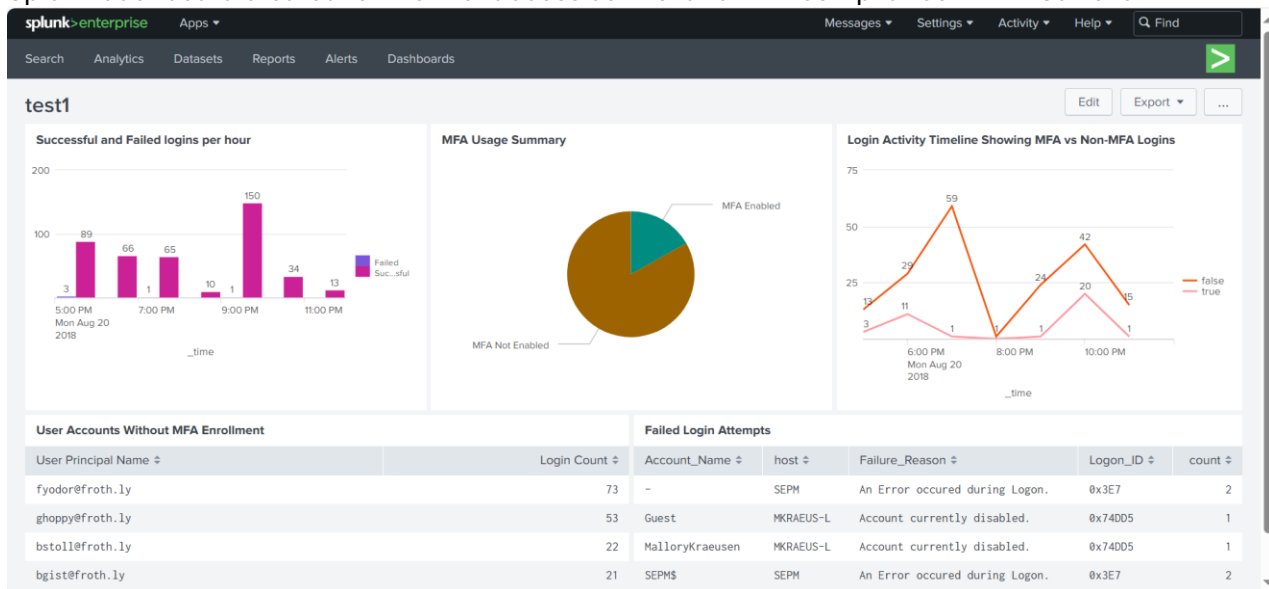 splunk>enterprise Apps Messages Settings Activity Help Find
Search Analytics Datasets Reports Alerts Dashboards
test1
Edit Export ...
Successful and Failed logins per hour
200
100
3
89
66
1
65
10
1
150
34
13
5:00 PM
Mon Aug 20
2018
7:00 PM
9:00 PM
11:00 PM
_time
Failed
Suc...sful
MFA Usage Summary
MFA Enabled
MFA Not Enabled
Login Activity Timeline Showing MFA vs Non-MFA Logins
75
50
25
13
29
59
1
24
42
15
3
11
1
1
20
1
6:00 PM
Mon Aug 20
2018
8:00 PM
10:00 PM
_time
false
true
User Accounts Without MFA Enrollment
User Principal Name Login Count
fyodor@froth.ly 73
ghoppy@froth.ly 53
bstoll@froth.ly 22
bgist@froth.ly 21
Failed Login Attempts
Account_Name host Failure_Reason Logon_ID count
- SEPM An Error occured during Logon. 0x3E7 2
Guest MKRAEUS-L Account currently disabled. 0x74DD5 1
MalloryKraeusen MKRAEUS-L Account currently disabled. 0x74DD5 1
SEPM$ SEPM An Error occured during Logon. 0x3E7 2